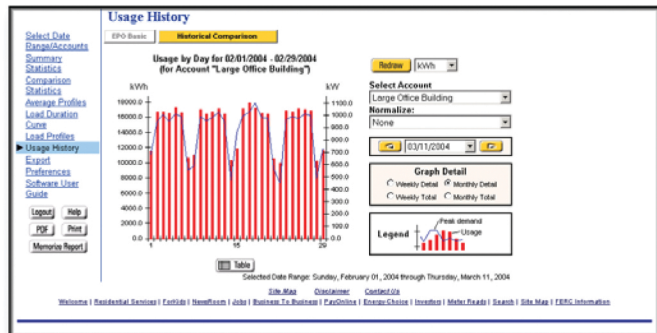 Usage History
EPO Basic
Historical Comparison
Select Date
Range/Accounts
Summary
Statistics
Comparison
Statistics
Average Profiles
Load Duration
Curve
Load Profiles
Usage History
Export
Preferences
Software User
Guide
Logout
Help
PDF
Print
Memorize Report
Usage by Day for 02/01/2004 - 02/29/2004
(for Account "Large Office Building")
kWh
kW
18000.0
16000.0
14000.0
12000.0
10000.0
8000.0
6000.0
4000.0
2000.0
0.0
1100.0
1000.0
900.0
800.0
700.0
600.0
500.0
400.0
300.0
200.0
100.0
0.0
1
15
29
Table
Redraw
kWh
Select Account
Large Office Building
Normalize:
None
03/11/2004
Graph Detail
Weekly Detail
Monthly Detail
Weekly Total
Monthly Total
Legend
Peak demand
Usage
Selected Date Range: Sunday, February 01, 2004 through Thursday, March 11, 2004
Site Map Disclaimer Contact Us
Welcome | Residential Services | ForKids | NewsRoom | Jobs | Business To Business | PayOnline | Energy Choice | Investors | Meter Reads | Search | Site Map | FERC Information